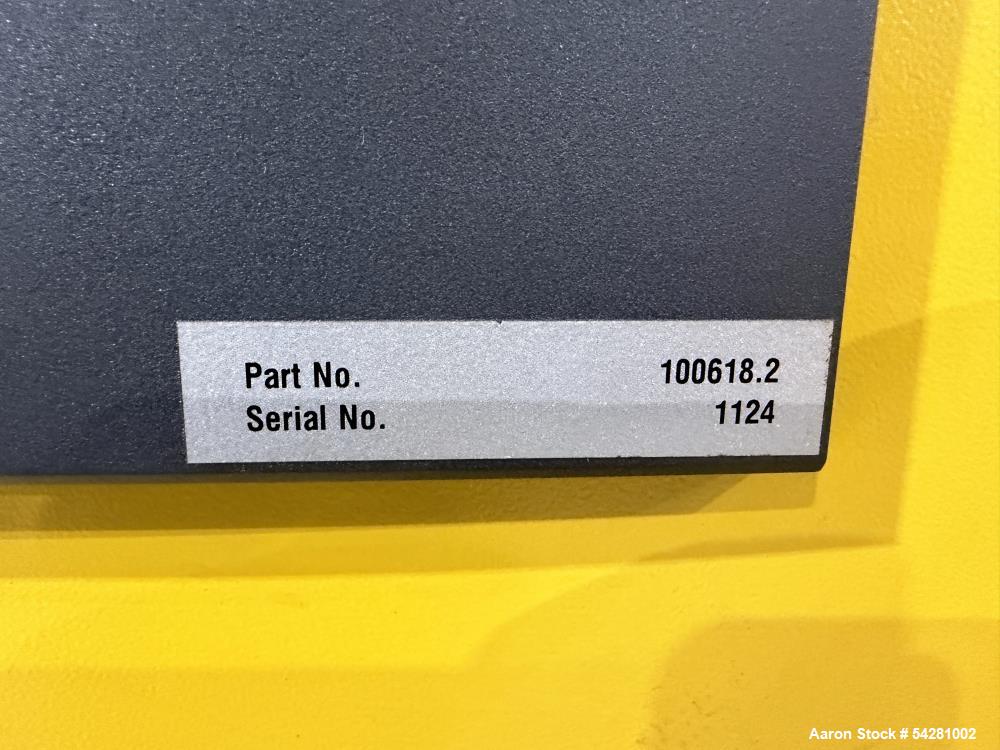 Part No. 100618.2
Serial No. 1124
Aaron Stock # 54281002